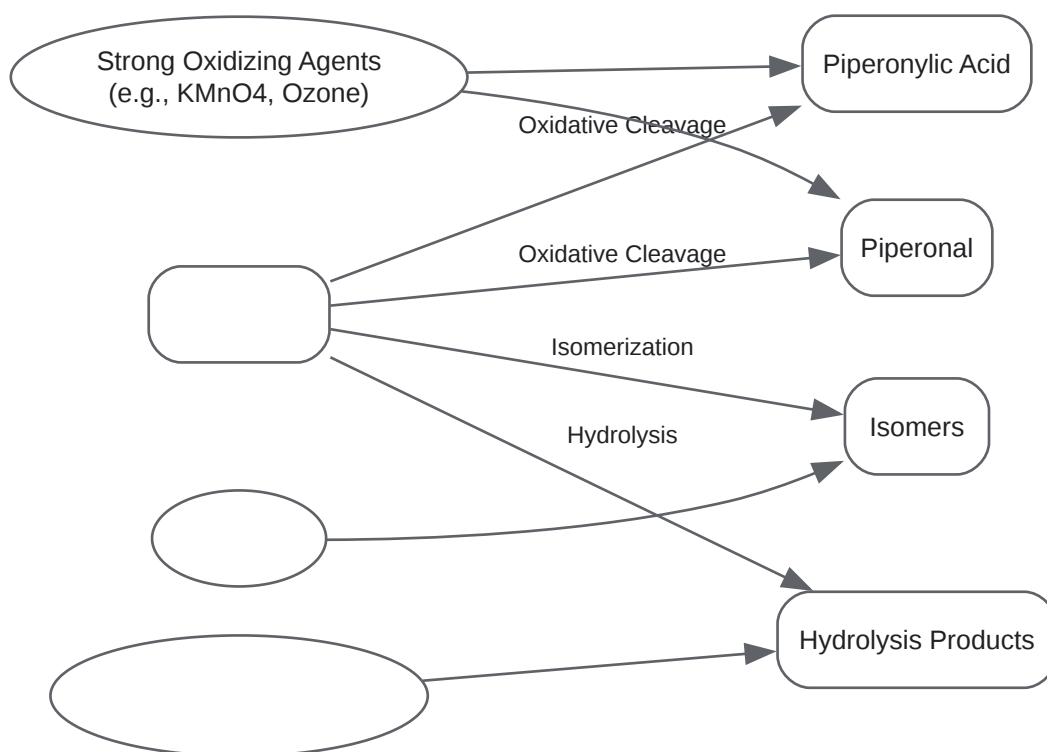 Strong Oxidizing Agents
(e.g., KMnO4, Ozone)
Piperonylic Acid
Oxidative Cleavage
Piperonal
Oxidative Cleavage
Isomerization
Isomers
Hydrolysis
Hydrolysis Products